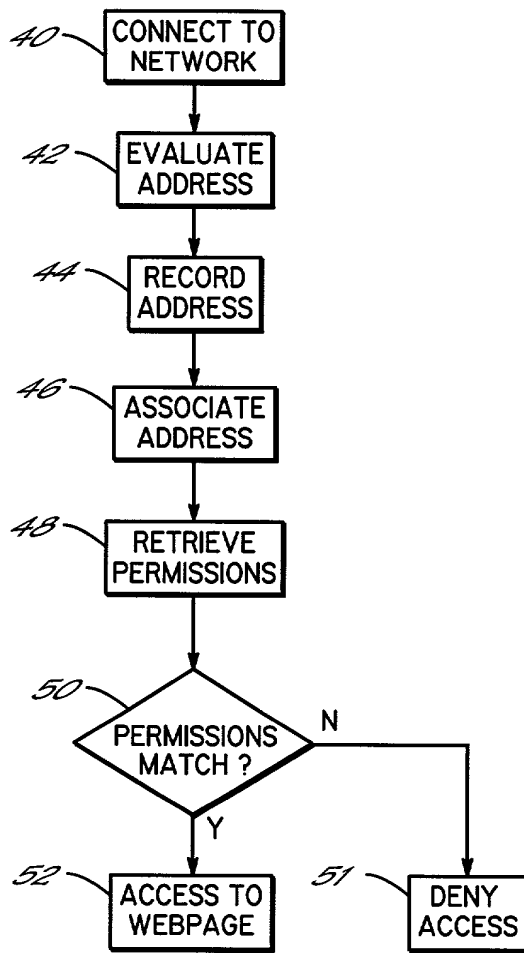 40
CONNECT TO
NETWORK
42
EVALUATE
ADDRESS
44
RECORD
ADDRESS
46
ASSOCIATE
ADDRESS
48
RETRIEVE
PERMISSIONS
50
PERMISSIONS
MATCH ?
N
Y
52
ACCESS TO
WEBPAGE
51
DENY
ACCESS